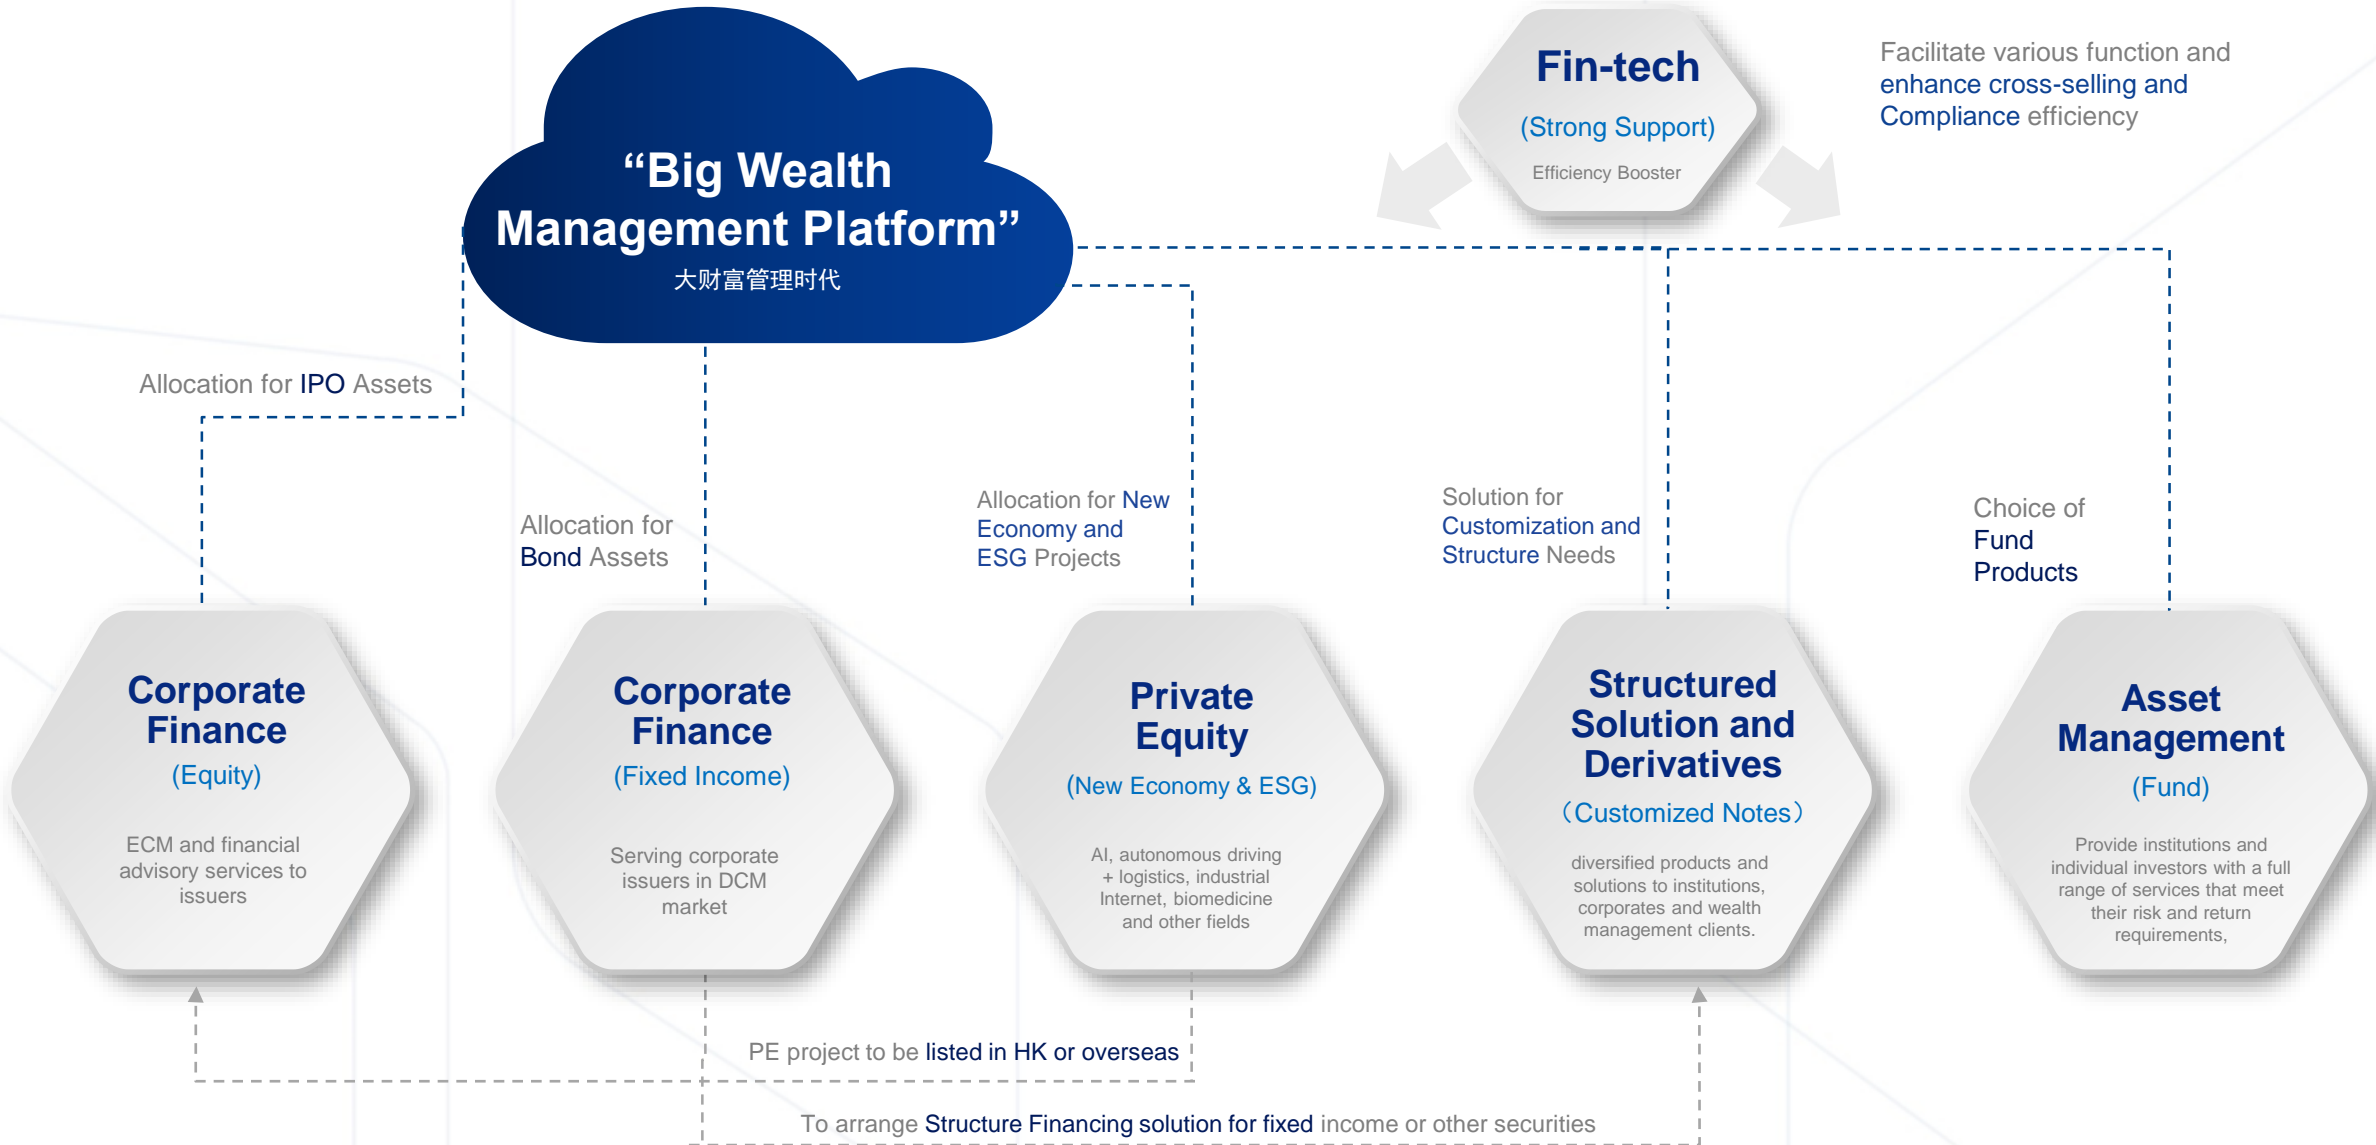 “Big Wealth
Management Platform”
大财富管理时代
Fin-tech
(Strong Support)
Efficiency Booster
Facilitate various function and
enhance cross-selling and
Compliance efficiency
Allocation for IPO Assets
Allocation for
Bond Assets
Allocation for New
Economy and
ESG Projects
Solution for
Customization and
Structure Needs
Choice of
Fund
Products
Corporate
Finance
(Equity)
ECM and financial
advisory services to
issuers
Corporate
Finance
(Fixed Income)
Serving corporate
issuers in DCM
market
Private
Equity
(New Economy & ESG)
AI, autonomous driving
+ logistics, industrial
Internet, biomedicine
and other fields
Structured
Solution and
Derivatives
（Customized Notes）
diversified products and
solutions to institutions,
corporates and wealth
management clients.
Asset
Management
(Fund)
Provide institutions and
individual investors with a full
range of services that meet
their risk and return
requirements,
PE project to be listed in HK or overseas
To arrange Structure Financing solution for fixed income or other securities